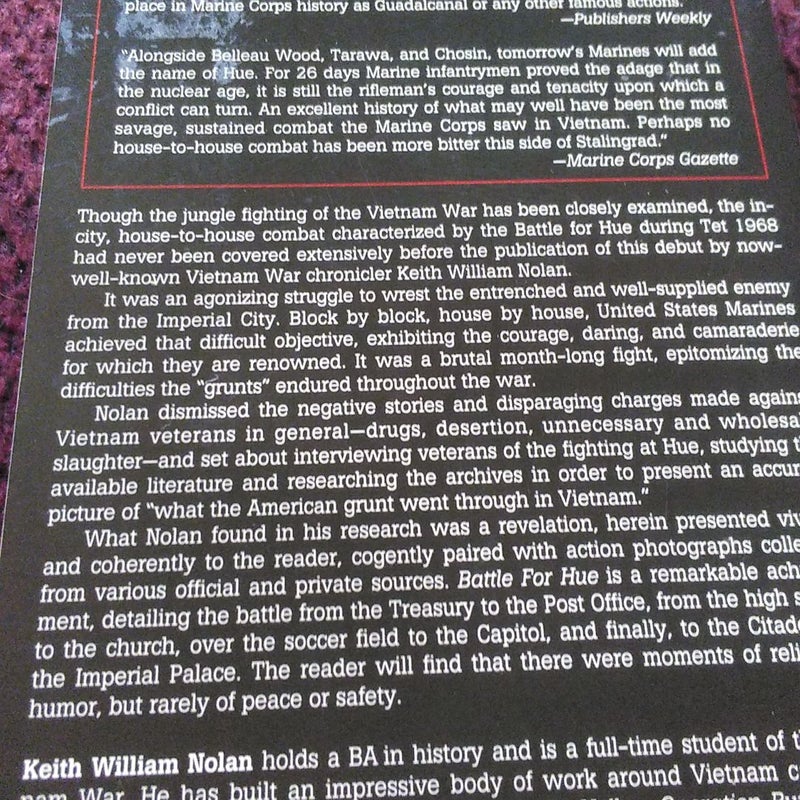 place in Marine Corps history as Guadalcanal or any other famous actions."
—Publishers Weekly
"Alongside Belleau Wood, Tarawa, and Chosin, tomorrow's Marines will add
the name of Hue. For 26 days Marine infantrymen proved the adage that in
the nuclear age, it is still the rifleman's courage and tenacity upon which a
conflict can turn. An excellent history of what may well have been the most
savage, sustained combat the Marine Corps saw in Vietnam. Perhaps no
house-to-house combat has been more bitter this side of Stalingrad."
—Marine Corps Gazette
Though the jungle fighting of the Vietnam War has been closely examined, the in-
city, house-to-house combat characterized by the Battle for Hue during Tet 1968
had never been covered extensively before the publication of this debut by now-
well-known Vietnam War chronicler Keith William Nolan.
It was an agonizing struggle to wrest the entrenched and well-supplied enemy
from the Imperial City. Block by block, house by house, United States Marines
achieved that difficult objective, exhibiting the courage, daring, and camaraderie
for which they are renowned. It was a brutal month-long fight, epitomizing the
difficulties the "grunts" endured throughout the war.
Nolan dismissed the negative stories and disparaging charges made agains
Vietnam veterans in general—drugs, desertion, unnecessary and wholesa
slaughter—and set about interviewing veterans of the fighting at Hue, studying t
available literature and researching the archives in order to present an accur
picture of "what the American grunt went through in Vietnam."
What Nolan found in his research was a revelation, herein presented viv
and coherently to the reader, cogently paired with action photographs colle
from various official and private sources. Battle For Hue is a remarkable ach
ment, detailing the battle from the Treasury to the Post Office, from the high s
to the church, over the soccer field to the Capitol, and finally, to the Citade
the Imperial Palace. The reader will find that there were moments of reli
humor, but rarely of peace or safety.
Keith William Nolan holds a BA in history and is a full-time student of t
nam War. He has built an impressive body of work around Vietnam c